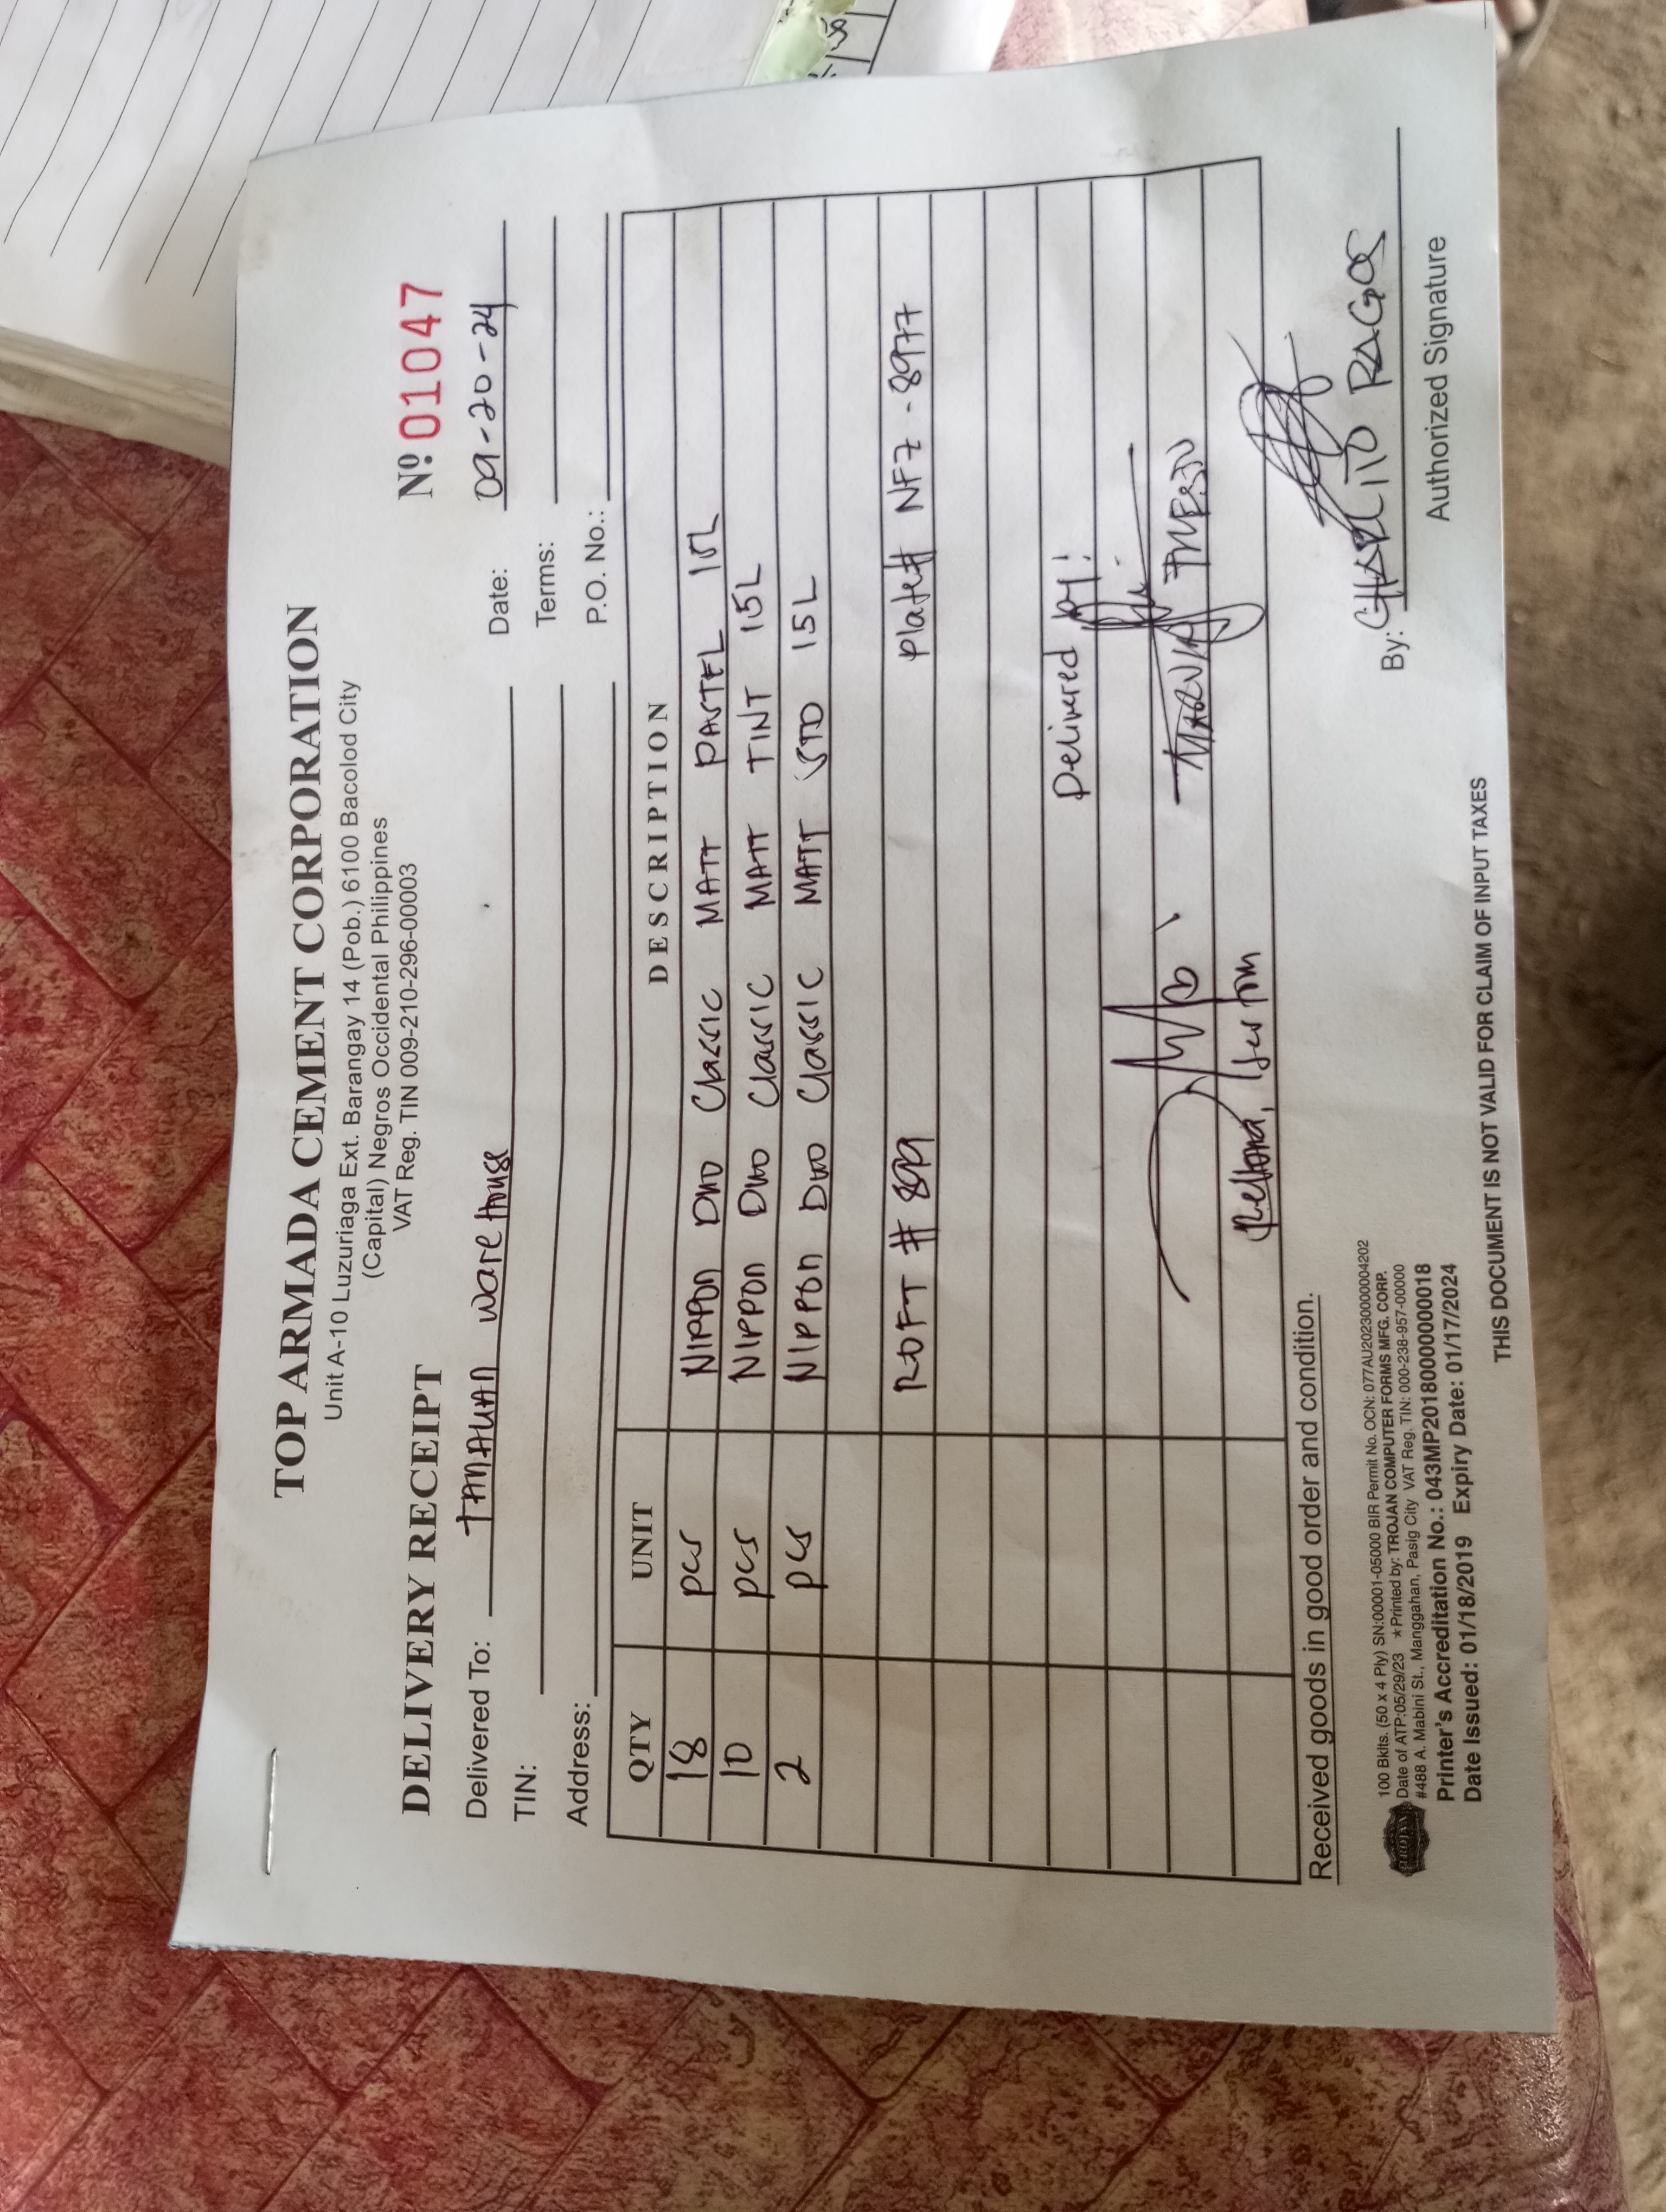 TOP ARMADA CEMENT CORPORATION
Unit A-10 Luzuriaga Ext. Barangay 14 (Pob.) 6100 Bacolod City
(Capital) Negros Occidental Philippines
VAT Reg. TIN 009-210-296-00003
DELIVERY RECEIPT
Nº 01047
Delivered To: TANAUAN Warehouse
Date: 09-20-24
TIN:
Terms:
Address:
P.O. No.:
QTY UNIT DESCRIPTION
18 pcs NIPPON DUO Classic MATT PASTEL 15L
10 pcs NIPPON DUO Classic MATT TINT 15L
2 pcs NIPPON DUO Classic MATT STD 15L
ROFT # 899 Plate# NFZ-8977
Delivered by:
MARVIN
Received goods in good order and condition.
By: CHARLITO RAGOS
Authorized Signature
TROJAN
100 Bklts. (50 x 4 Ply) SN:00001-05000 BIR Permit No. OCN: 077AU20230000004202
Date of ATP:05/29/23 ★Printed by: TROJAN COMPUTER FORMS MFG. CORP.
#488 A. Mabini St., Manggahan, Pasig City VAT Reg. TIN: 000-238-957-00000
Printer's Accreditation No.: 043MP20180000000018
Date Issued: 01/18/2019 Expiry Date: 01/17/2024
THIS DOCUMENT IS NOT VALID FOR CLAIM OF INPUT TAXES